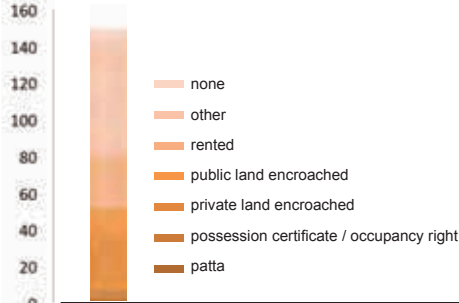 160
140
120
100
80
60
40
20
0
none
other
rented
public land encroached
private land encroached
possession certificate / occupancy right
patta